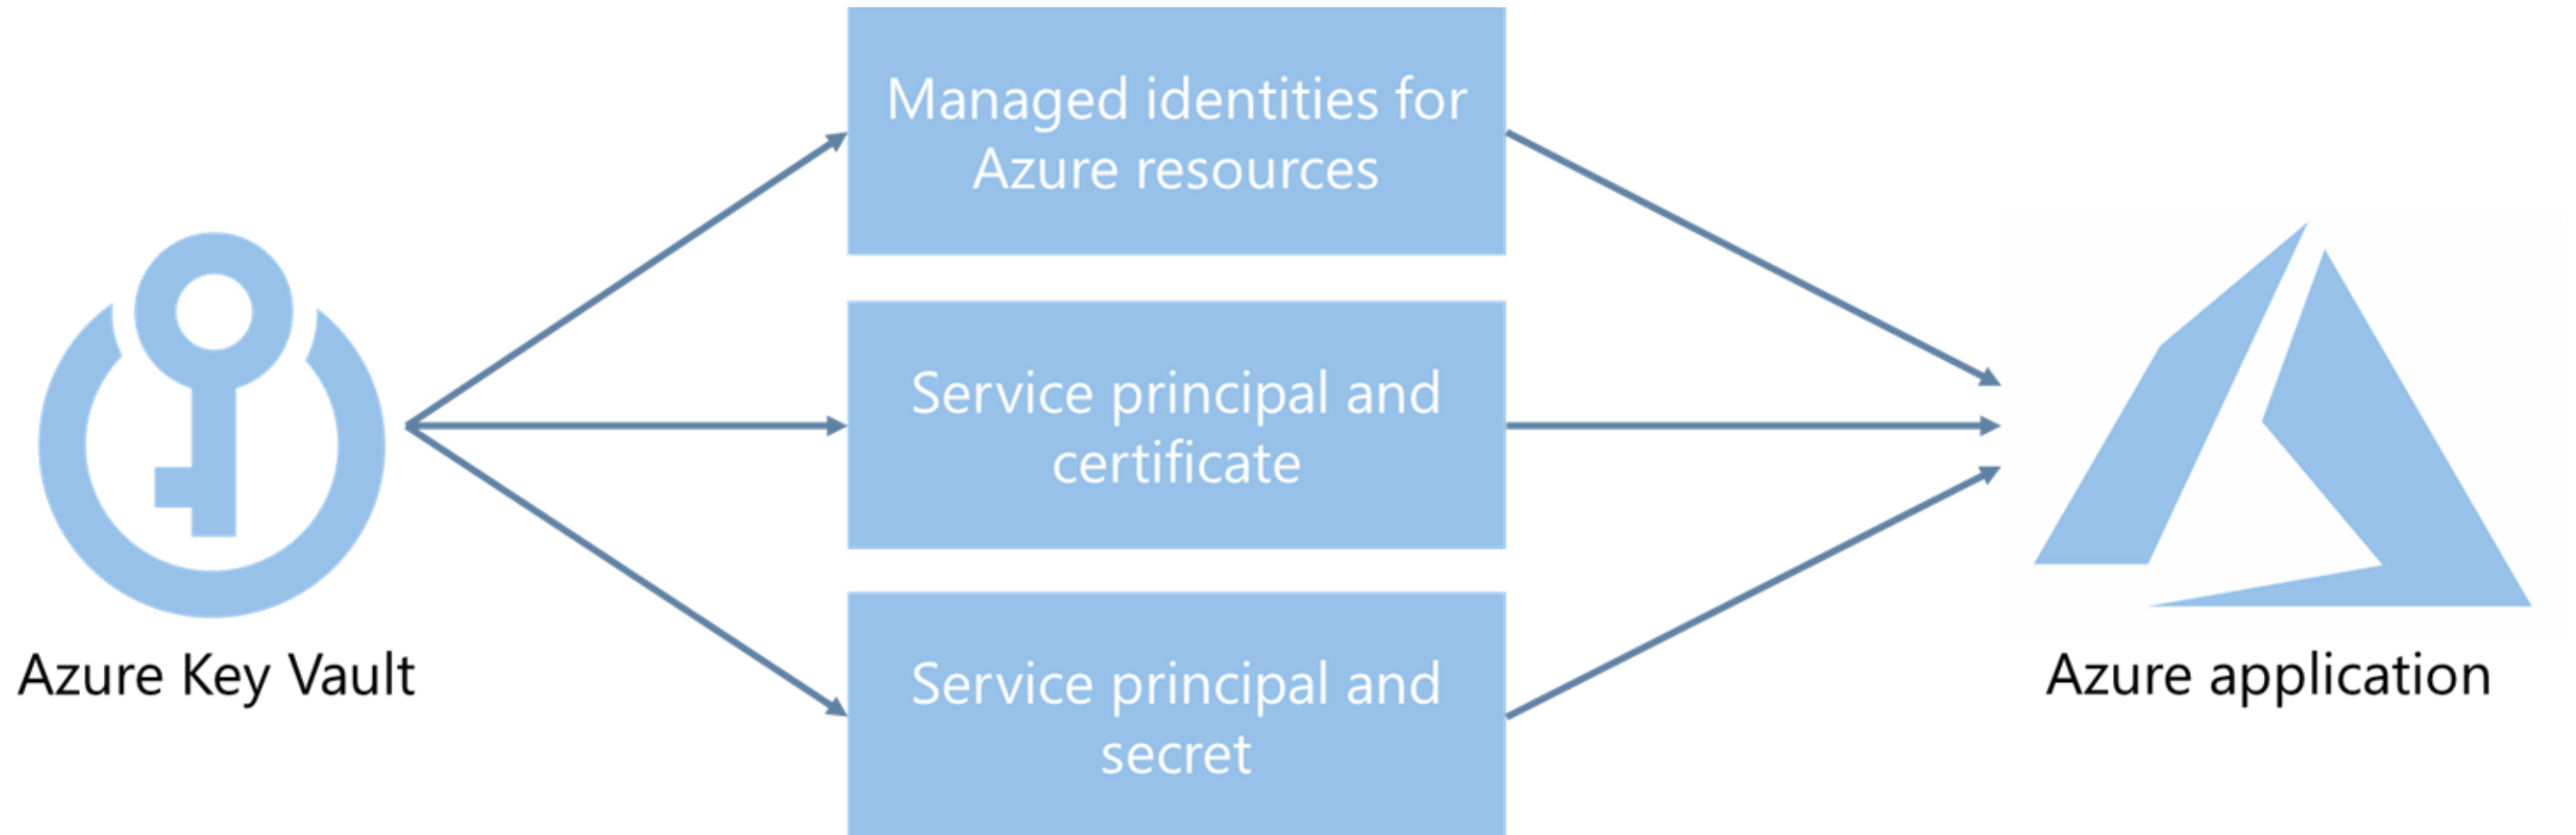 Managed identities for
Azure resources
Service principal and
certificate
Service principal and
secret
Azure Key Vault
Azure application